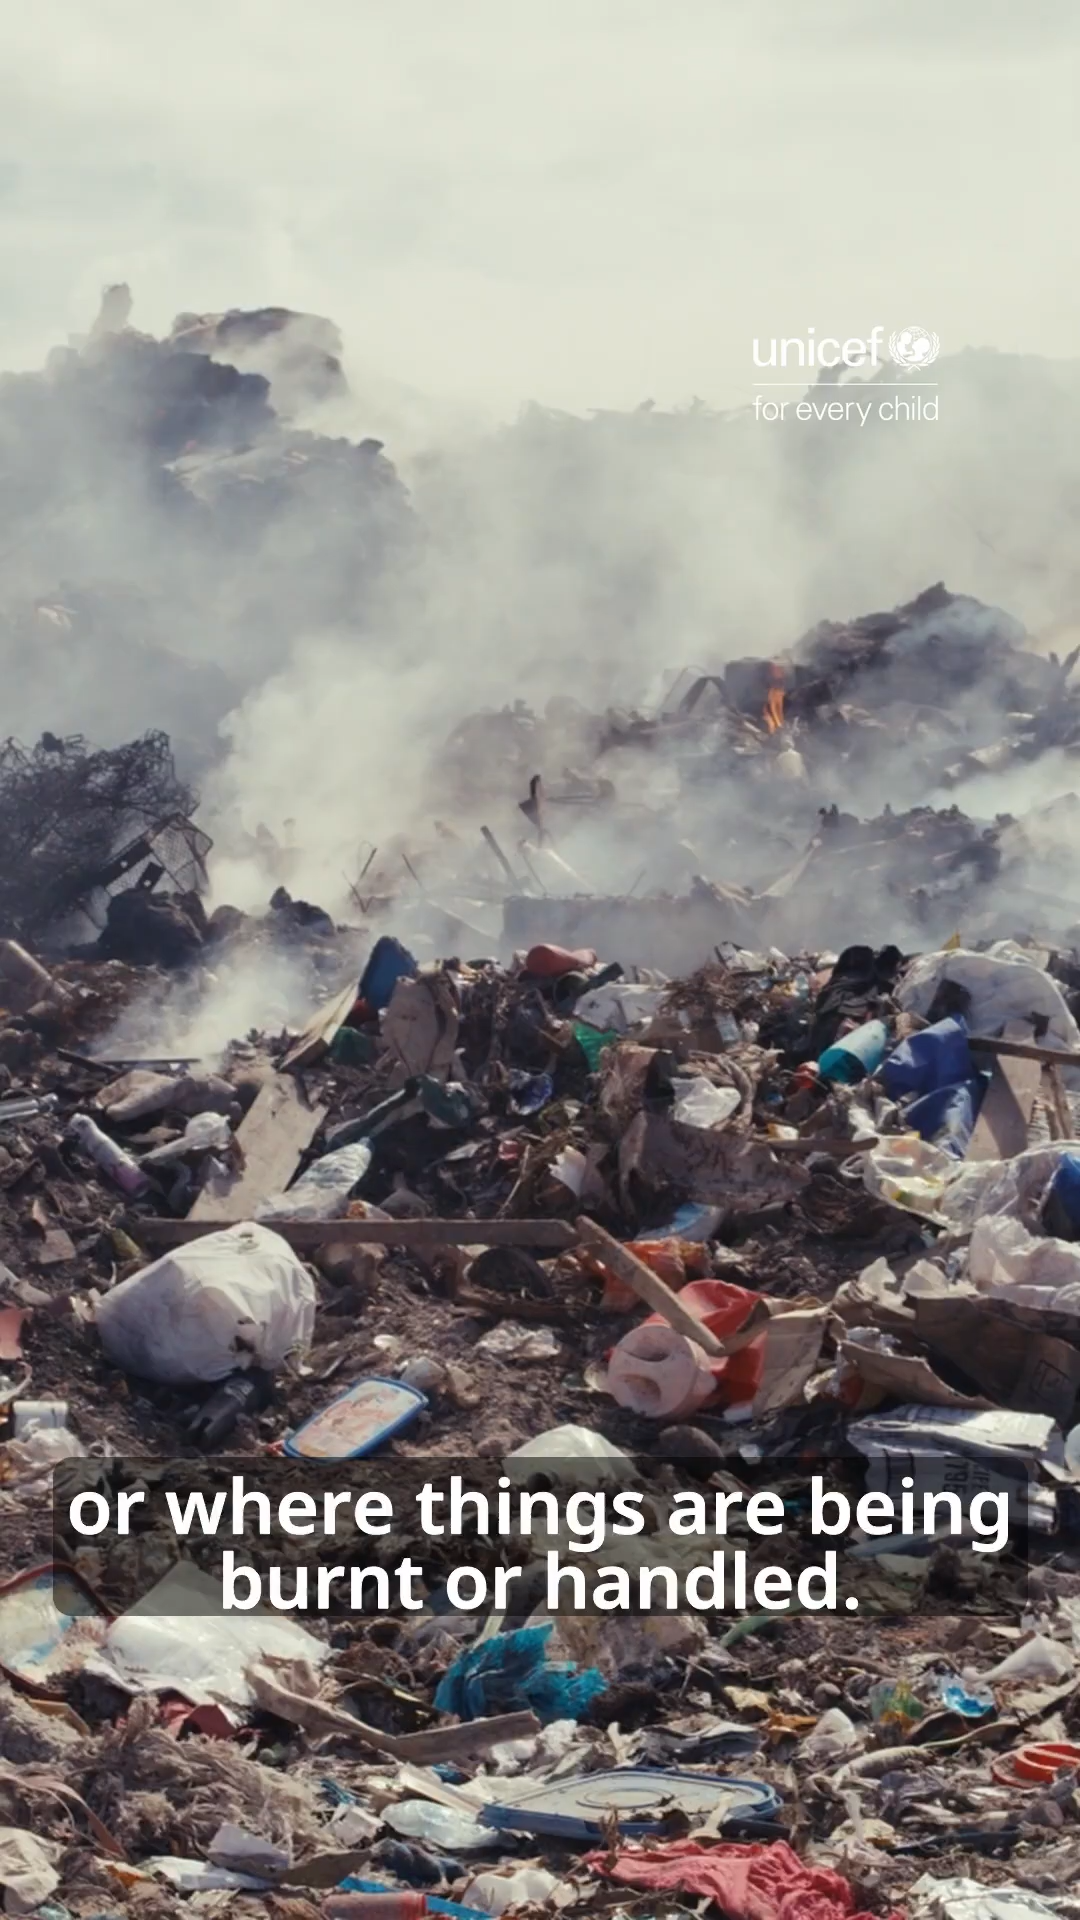 unicef
for every child
or where things are being
burnt or handled.